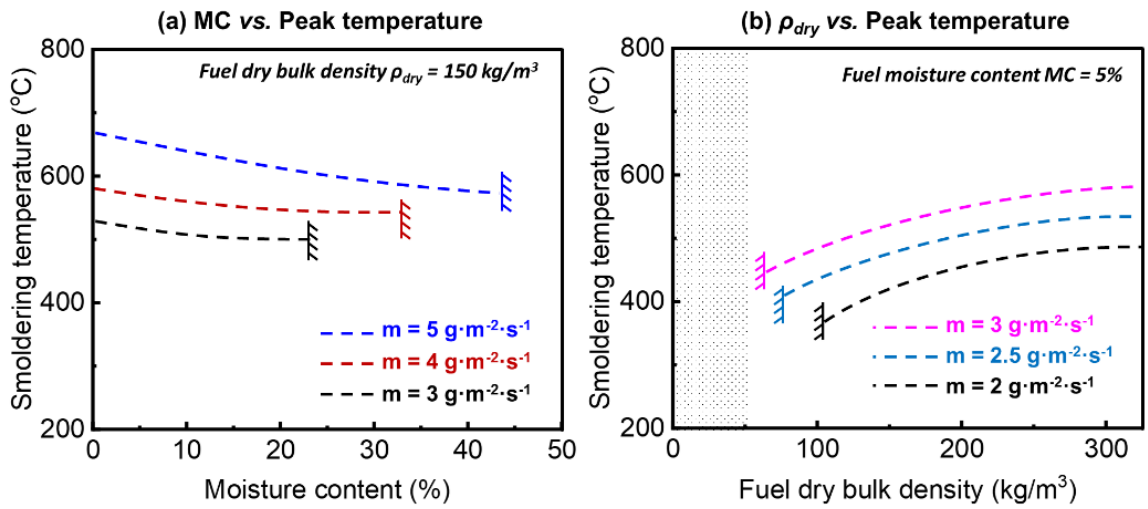 (a) MC vs. Peak temperature
800
600
400
200
Smoldering temperature (°C)
Fuel dry bulk density ρdry = 150 kg/m³
m = 5 g·m⁻²·s⁻¹
m = 4 g·m⁻²·s⁻¹
m = 3 g·m⁻²·s⁻¹
0 10 20 30 40 50
Moisture content (%)
(b) ρdry vs. Peak temperature
800
600
400
200
Smoldering temperature (°C)
Fuel moisture content MC = 5%
m = 3 g·m⁻²·s⁻¹
m = 2.5 g·m⁻²·s⁻¹
m = 2 g·m⁻²·s⁻¹
0 100 200 300
Fuel dry bulk density (kg/m³)